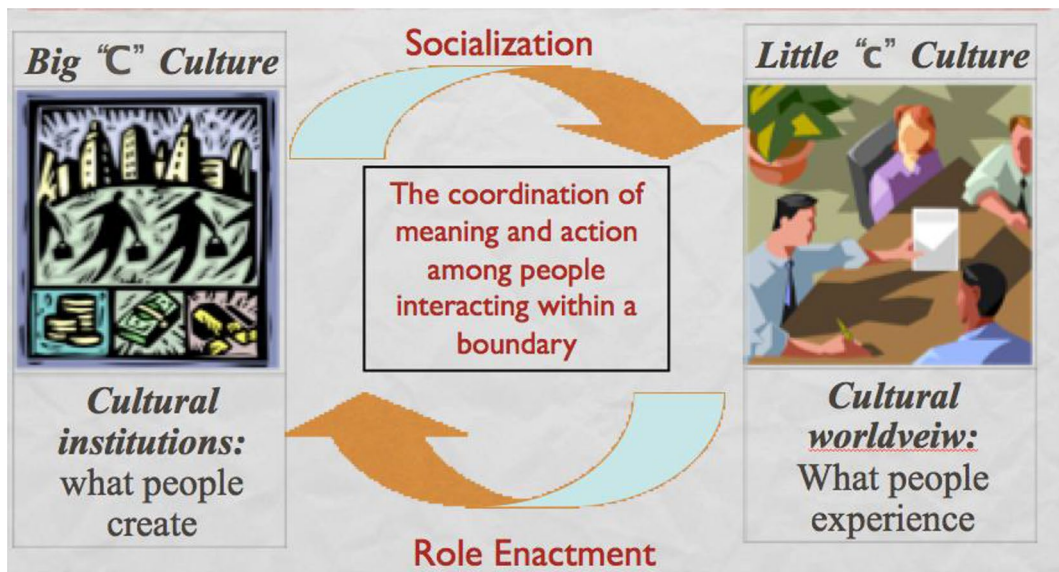 Big “C” Culture
Cultural
institutions:
what people
create
Socialization
The coordination of
meaning and action
among people
interacting within a
boundary
Role Enactment
Little “c” Culture
Cultural
worldveiw:
What people
experience